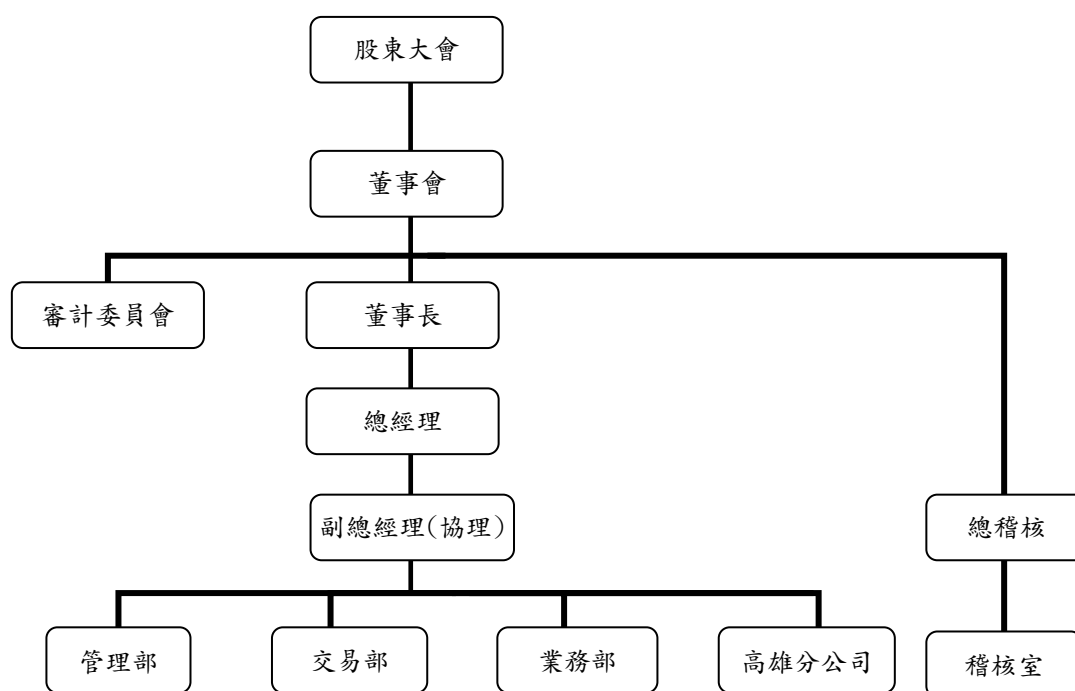 股東大會
董事會
審計委員會
董事長
總經理
副總經理(協理)
總稽核
管理部
交易部
業務部
高雄分公司
稽核室